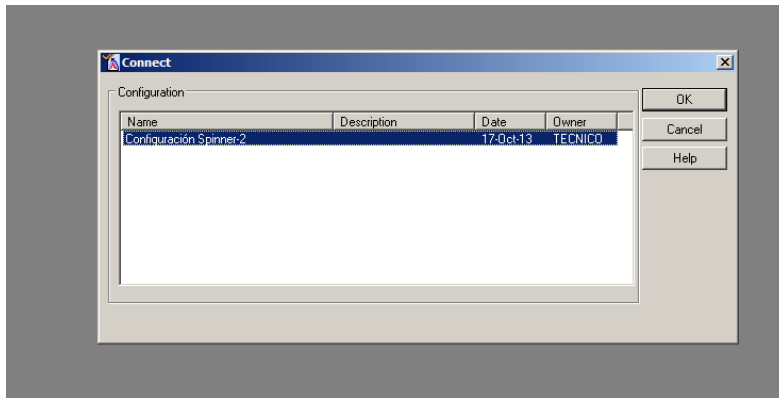 Connect
Configuration
OK
Name Description Date Owner
Cancel
Configuración Spinner-2 17-Oct-13 TECNICO
Help